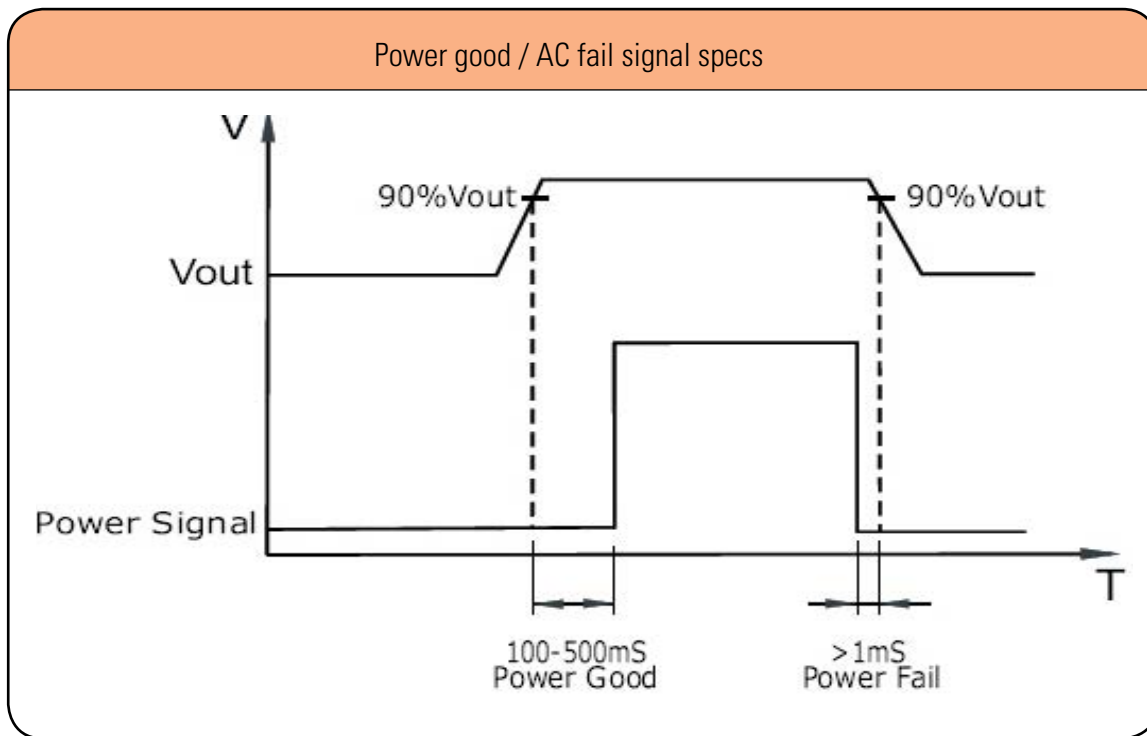 Power good / AC fail signal specs
V
90%Vout
90%Vout
Vout
Power Signal
T
100-500mS
Power Good
>1mS
Power Fail